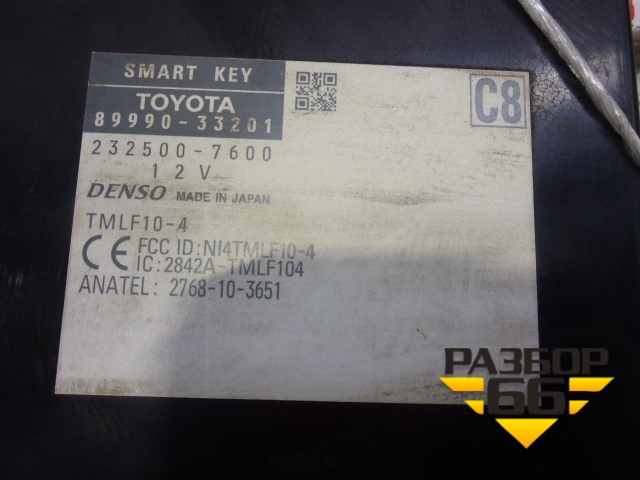 SMART KEY
TOYOTA
89990-33201
C8
232500-7600
12V
DENSO MADE IN JAPAN
TMLF10-4
CE FCC ID:NI4TMLF10-4
IC:2842A-TMLF104
ANATEL: 2768-10-3651
РАЗБОР
66